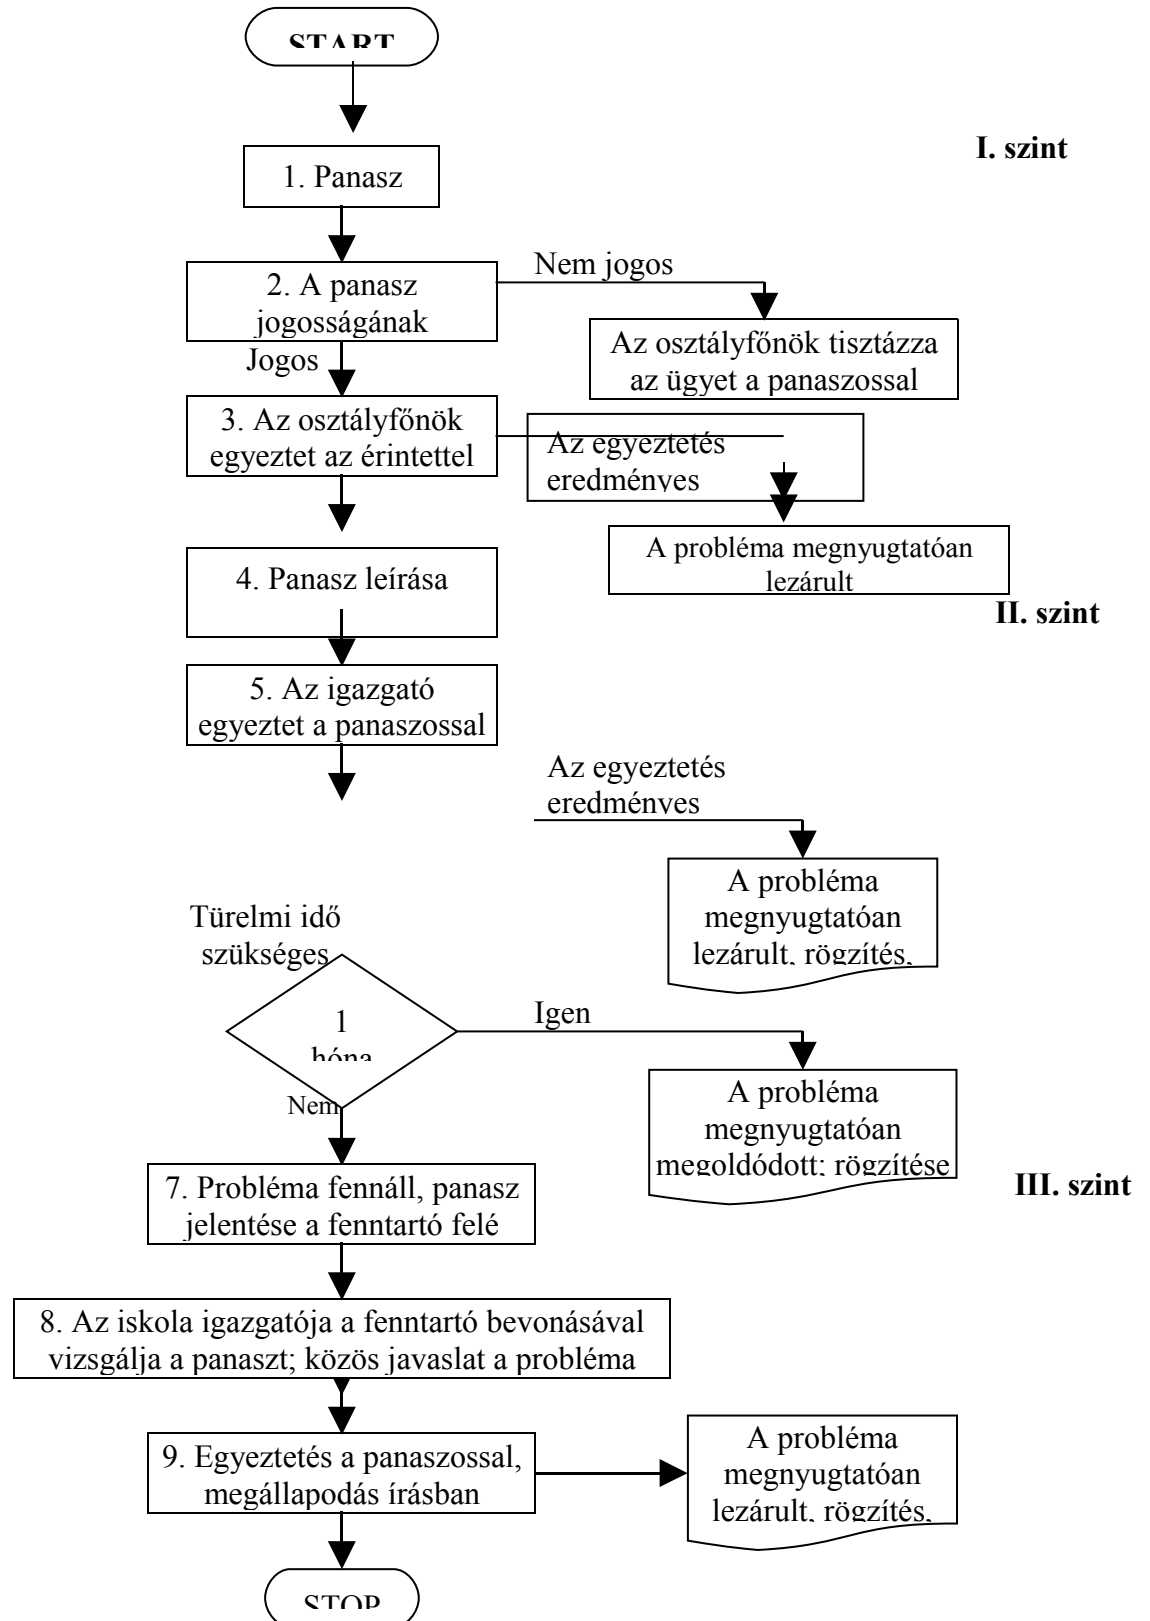 START
I. szint
1. Panasz
Nem jogos
2. A panasz
jogosságának
Az osztályfőnök tisztázza
az ügyet a panaszossal
Jogos
3. Az osztályfőnök
egyeztet az érintettel
Az egyeztetés
eredményes
A probléma megnyugtatóan
lezárult
4. Panasz leírása
II. szint
5. Az igazgató
egyeztet a panaszossal
Az egyeztetés
eredményes
A probléma
megnyugtatóan
lezárult, rögzítés,
Türelmi idő
szükséges
1
hóna
Igen
Nem
A probléma
megnyugtatóan
megoldódott; rögzítése
III. szint
7. Probléma fennáll, panasz
jelentése a fenntartó felé
8. Az iskola igazgatója a fenntartó bevonásával
vizsgálja a panaszt; közös javaslat a probléma
9. Egyeztetés a panaszossal,
megállapodás írásban
A probléma
megnyugtatóan
lezárult, rögzítés,
STOP